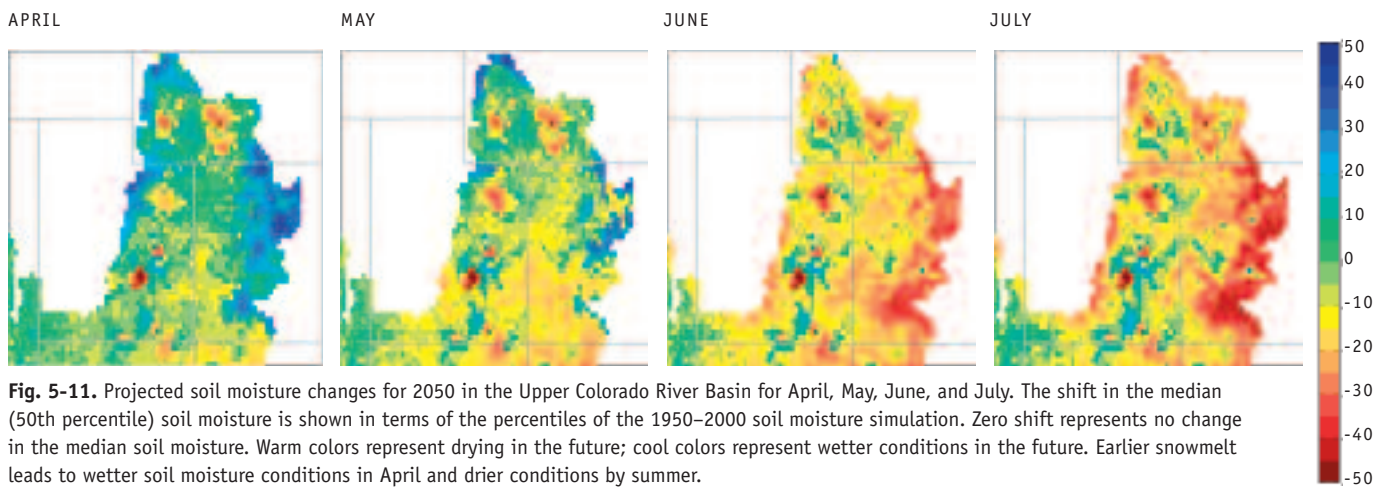 APRIL
MAY
JUNE
JULY
50
40
30
20
10
0
-10
-20
-30
-40
-50
Fig. 5-11. Projected soil moisture changes for 2050 in the Upper Colorado River Basin for April, May, June, and July. The shift in the median
(50th percentile) soil moisture is shown in terms of the percentiles of the 1950–2000 soil moisture simulation. Zero shift represents no change
in the median soil moisture. Warm colors represent drying in the future; cool colors represent wetter conditions in the future. Earlier snowmelt
leads to wetter soil moisture conditions in April and drier conditions by summer.